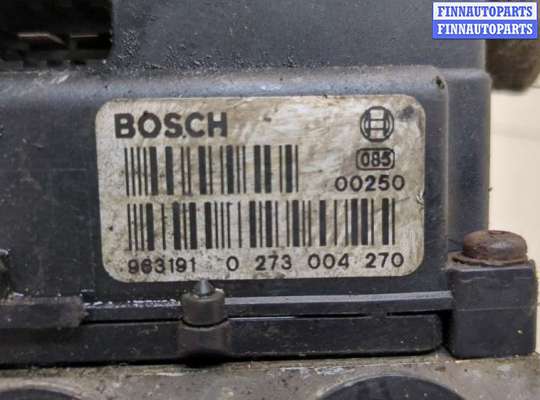 FINNAUTOPARTS
FINNAUTOPARTS
BOSCH
085
00250
963191 0 273 004 270